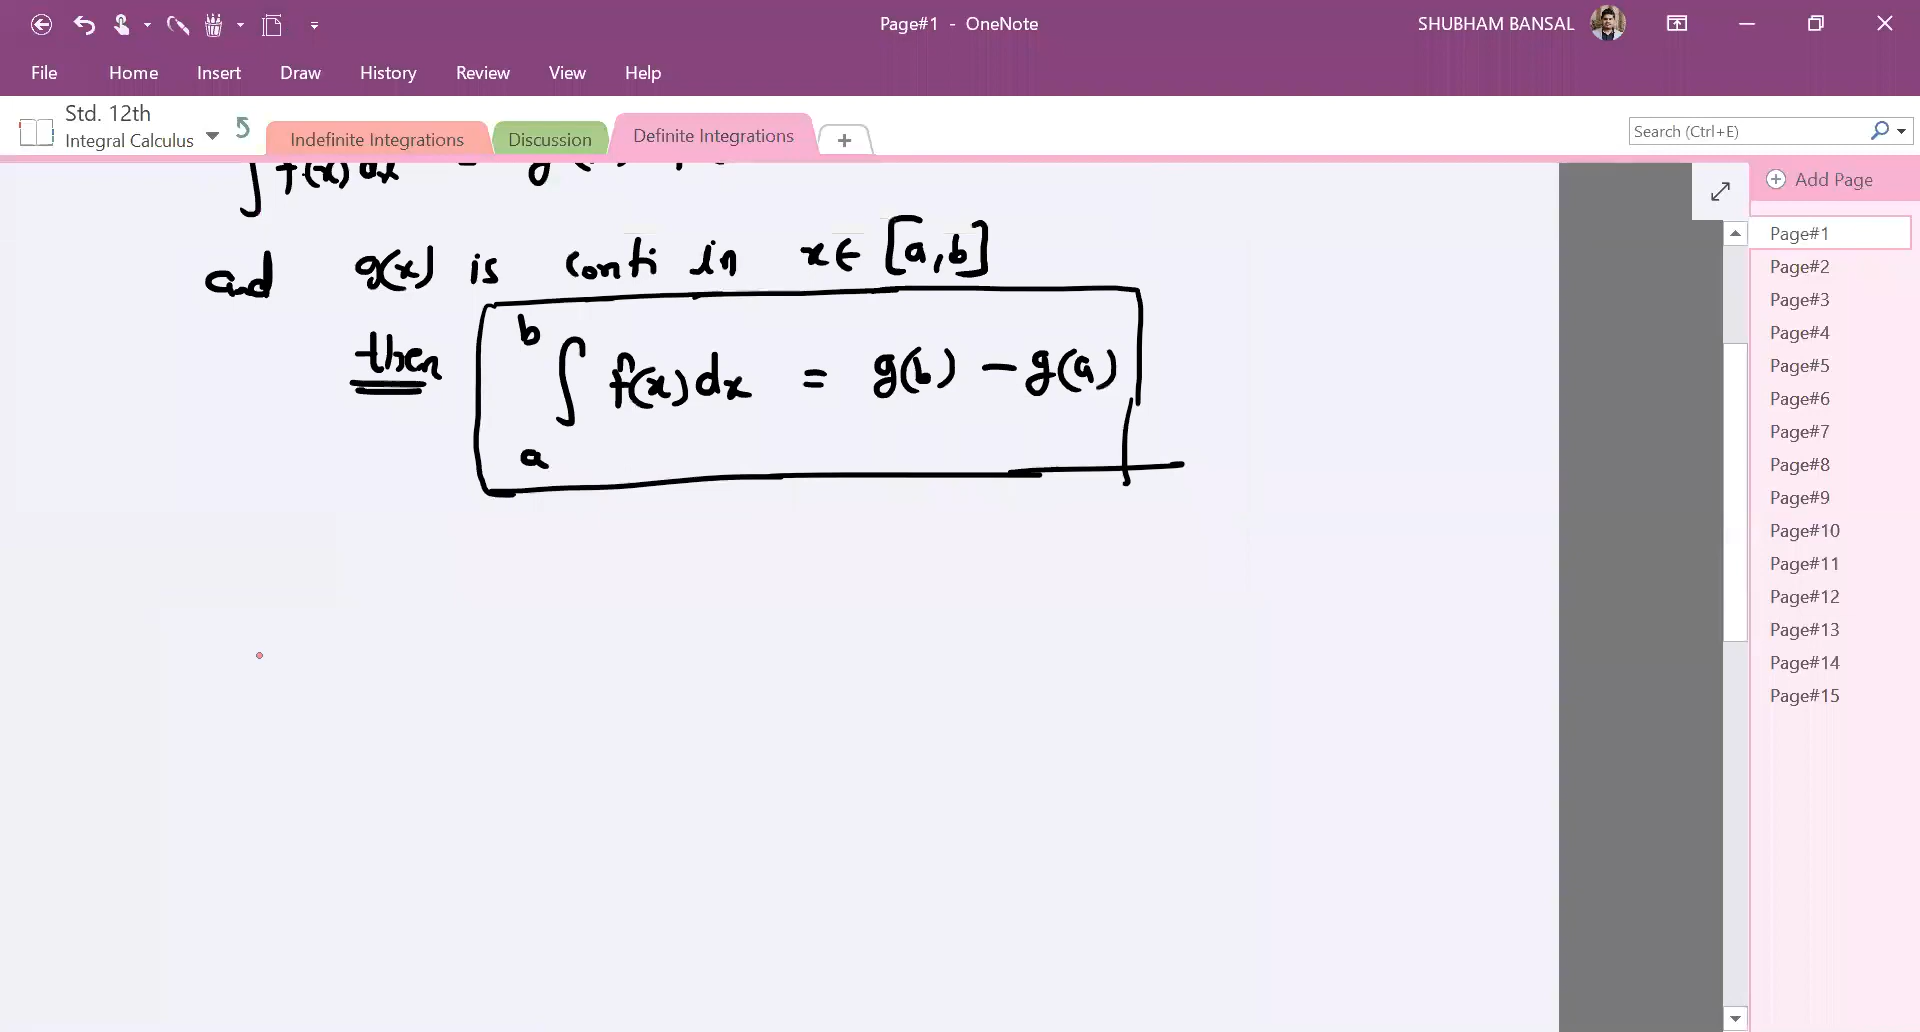 Page#1 - OneNote
SHUBHAM BANSAL
File Home Insert Draw History Review View Help
Std. 12th
Integral Calculus
Indefinite Integrations
Discussion
Definite Integrations
Search (Ctrl+E)
Add Page
∫ f(x) dx
and g(x) is conti in x∈ [a,b]
then
b
∫ f(x) dx = g(b) - g(a)
a
Page#1
Page#2
Page#3
Page#4
Page#5
Page#6
Page#7
Page#8
Page#9
Page#10
Page#11
Page#12
Page#13
Page#14
Page#15